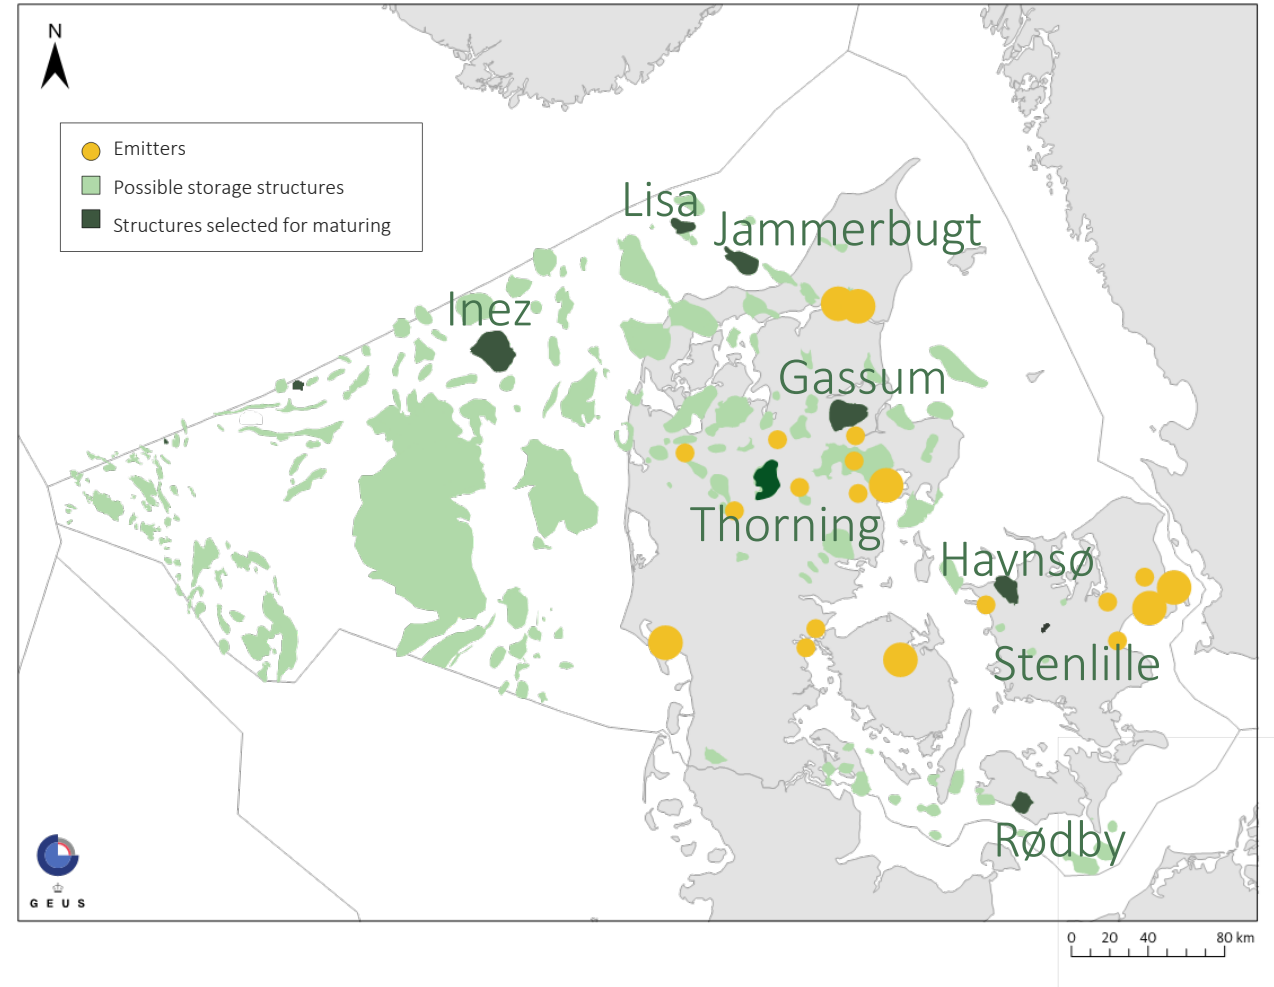 N
Emitters
Possible storage structures
Structures selected for maturing
Lisa
Jammerbugt
Inez
Gassum
Thorning
Havnsø
Stenlille
Rødby
GEUS
0 20 40 80 km